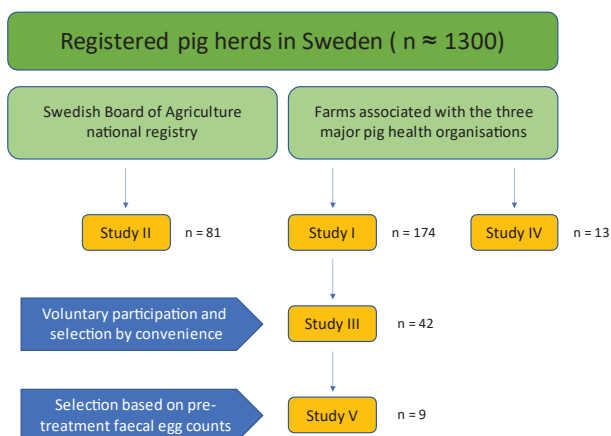 Registered pig herds in Sweden ( n ≈ 1300)
Swedish Board of Agriculture
national registry
Farms associated with the three
major pig health organisations
Study II
n = 81
Study I
n = 174
Study IV
n = 13
Voluntary participation and
selection by convenience
Study III
n = 42
Selection based on pre-
treatment faecal egg counts
Study V
n = 9